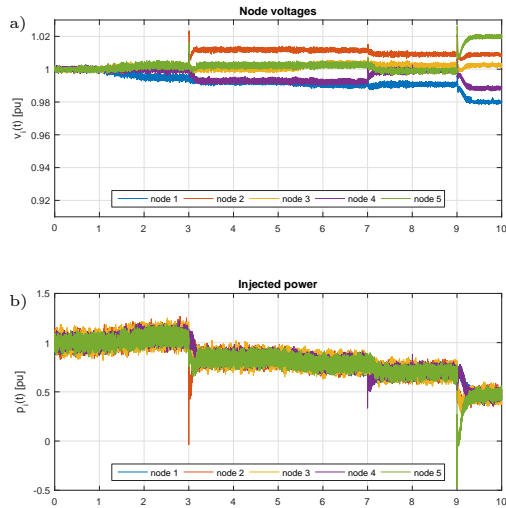 Node voltages
a)
1.02
1
0.98
0.96
0.94
0.92
v_i(t) [pu]
node 1 node 2 node 3 node 4 node 5
0 1 2 3 4 5 6 7 8 9 10
Injected power
b)
1.5
1
0.5
0
-0.5
p_i(t) [pu]
node 1 node 2 node 3 node 4 node 5
0 1 2 3 4 5 6 7 8 9 10